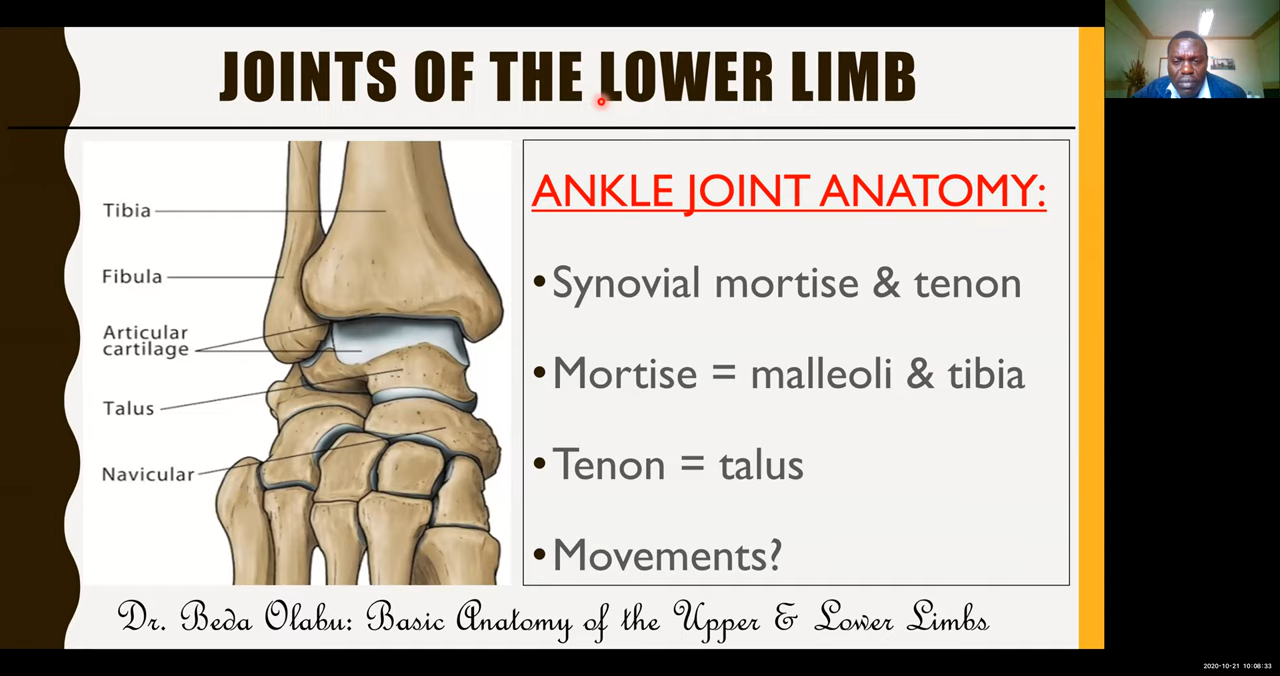 JOINTS OF THE LOWER LIMB
Tibia
Fibula
Articular
cartilage
Talus
Navicular
ANKLE JOINT ANATOMY:
•Synovial mortise & tenon
•Mortise = malleoli & tibia
•Tenon = talus
•Movements?
Dr. Beda Olabu: Basic Anatomy of the Upper & Lower Limbs
2020-10-21 10:08:33